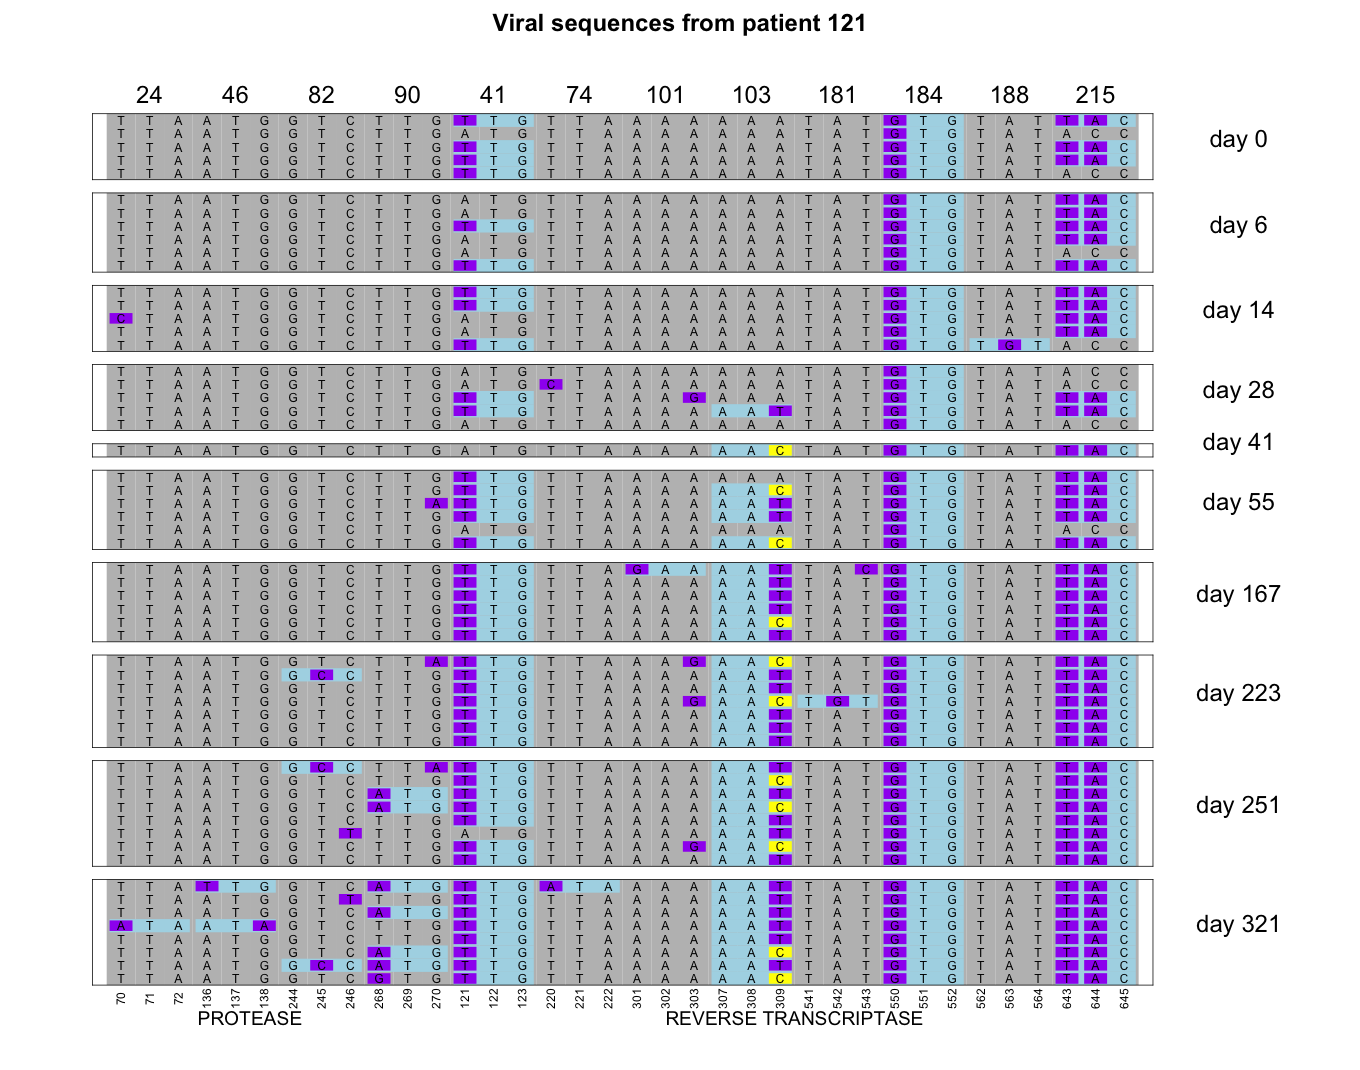 Viral sequences from patient 121
24 46 82 90 41 74 101 103 181 184 188 215
T T A A T G G T C T T G T T G T T A A A A A A A T A T G T G T A T T A C
T T A A T G G T C T T G A T G T T A A A A A A A T A T G T G T A T A C C
T T A A T G G T C T T G T T G T T A A A A A A A T A T G T G T A T T A C
T T A A T G G T C T T G T T G T T A A A A A A A T A T G T G T A T T A C
T T A A T G G T C T T G T T G T T A A A A A A A T A T G T G T A T A C C
day 0
T T A A T G G T C T T G A T G T T A A A A A A A T A T G T G T A T T A C
T T A A T G G T C T T G A T G T T A A A A A A A T A T G T G T A T T A C
T T A A T G G T C T T G T T G T T A A A A A A A T A T G T G T A T T A C
T T A A T G G T C T T G A T G T T A A A A A A A T A T G T G T A T T A C
T T A A T G G T C T T G A T G T T A A A A A A A T A T G T G T A T A C C
T T A A T G G T C T T G T T G T T A A A A A A A T A T G T G T A T T A C
day 6
T T A A T G G T C T T G T T G T T A A A A A A A T A T G T G T A T T A C
T T A A T G G T C T T G T T G T T A A A A A A A T A T G T G T A T T A C
C T A A T G G T C T T G A T G T T A A A A A A A T A T G T G T A T T A C
T T A A T G G T C T T G A T G T T A A A A A A A T A T G T G T A T T A C
T T A A T G G T C T T G T T G T T A A A A A A A T A T G T G T G T A C C
day 14
T T A A T G G T C T T G A T G T T A A A A A A A T A T G T G T A T A C C
T T A A T G G T C T T G A T G C T A A A A A A A T A T G T G T A T A C C
T T A A T G G T C T T G T T G T T A A A G A A A T A T G T G T A T T A C
T T A A T G G T C T T G T T G T T A A A A A A T T A T G T G T A T T A C
T T A A T G G T C T T G A T G T T A A A A A A A T A T G T G T A T A C C
day 28
T T A A T G G T C T T G A T G T T A A A A A A C T A T G T G T A T T A C
day 41
T T A A T G G T C T T G T T G T T A A A A A A A T A T G T G T A T T A C
T T A A T G G T C T T G T T G T T A A A A A A C T A T G T G T A T T A C
T T A A T G G T C T T A T T G T T A A A A A A T T A T G T G T A T T A C
T T A A T G G T C T T G T T G T T A A A A A A T T A T G T G T A T T A C
T T A A T G G T C T T G A T G T T A A A A A A A T A T G T G T A T A C C
T T A A T G G T C T T G T T G T T A A A A A A C T A T G T G T A T T A C
day 55
T T A A T G G T C T T G T T G T T A G A A A A T T A C G T G T A T T A C
T T A A T G G T C T T G T T G T T A A A A A A T T A T G T G T A T T A C
T T A A T G G T C T T G T T G T T A A A A A A T T A T G T G T A T T A C
T T A A T G G T C T T G T T G T T A A A A A A T T A T G T G T A T T A C
T T A A T G G T C T T G T T G T T A A A A A A C T A T G T G T A T T A C
T T A A T G G T C T T G T T G T T A A A A A A T T A T G T G T A T T A C
day 167
T T A A T G G T C T T A T T G T T A A A G A A C T A T G T G T A T T A C
T T A A T G G C C T T G T T G T T A A A A A A T T A T G T G T A T T A C
T T A A T G G T C T T G T T G T T A A A A A A T T A T G T G T A T T A C
T T A A T G G T C T T G T T G T T A A A G A A C T G T G T G T A T T A C
T T A A T G G T C T T G T T G T T A A A A A A T T A T G T G T A T T A C
T T A A T G G T C T T G T T G T T A A A A A A T T A T G T G T A T T A C
T T A A T G G T C T T G T T G T T A A A A A A T T A T G T G T A T T A C
day 223
T T A A T G G C C T T A T T G T T A A A A A A T T A T G T G T A T T A C
T T A A T G G T C T T G T T G T T A A A A A A C T A T G T G T A T T A C
T T A A T G G T C A T G T T G T T A A A A A A T T A T G T G T A T T A C
T T A A T G G T C A T G T T G T T A A A A A A C T A T G T G T A T T A C
T T A A T G G T C T T G T T G T T A A A A A A T T A T G T G T A T T A C
T T A A T G G T T T T G A T G T T A A A A A A T T A T G T G T A T T A C
T T A A T G G T C T T G T T G T T A A A G A A C T A T G T G T A T T A C
T T A A T G G T C T T G T T G T T A A A A A A T T A T G T G T A T T A C
day 251
T T A T T G G T C A T G T T G A T A A A A A A T T A T G T G T A T T A C
T T A A T G G T T T T G T T G T T A A A A A A T T A T G T G T A T T A C
T T A A T G G T C A T G T T G T T A A A A A A T T A T G T G T A T T A C
A T A A T A G T C T T G T T G T T A A A A A A T T A T G T G T A T T A C
T T A A T G G T C T T G T T G T T A A A A A A T T A T G T G T A T T A C
T T A A T G G T C A T G T T G T T A A A A A A C T A T G T G T A T T A C
T T A A T G G C C A T G T T G T T A A A A A A T T A T G T G T A T T A C
T T A A T G G T C G T G T T G T T A A A A A A C T A T G T G T A T T A C
day 321
70 71 72 136 137 138 244 245 246 268 269 270 121 122 123 220 221 222 301 302 303 307 308 309 541 542 543 550 551 552 562 563 564 643 644 645
PROTEASE REVERSE TRANSCRIPTASE